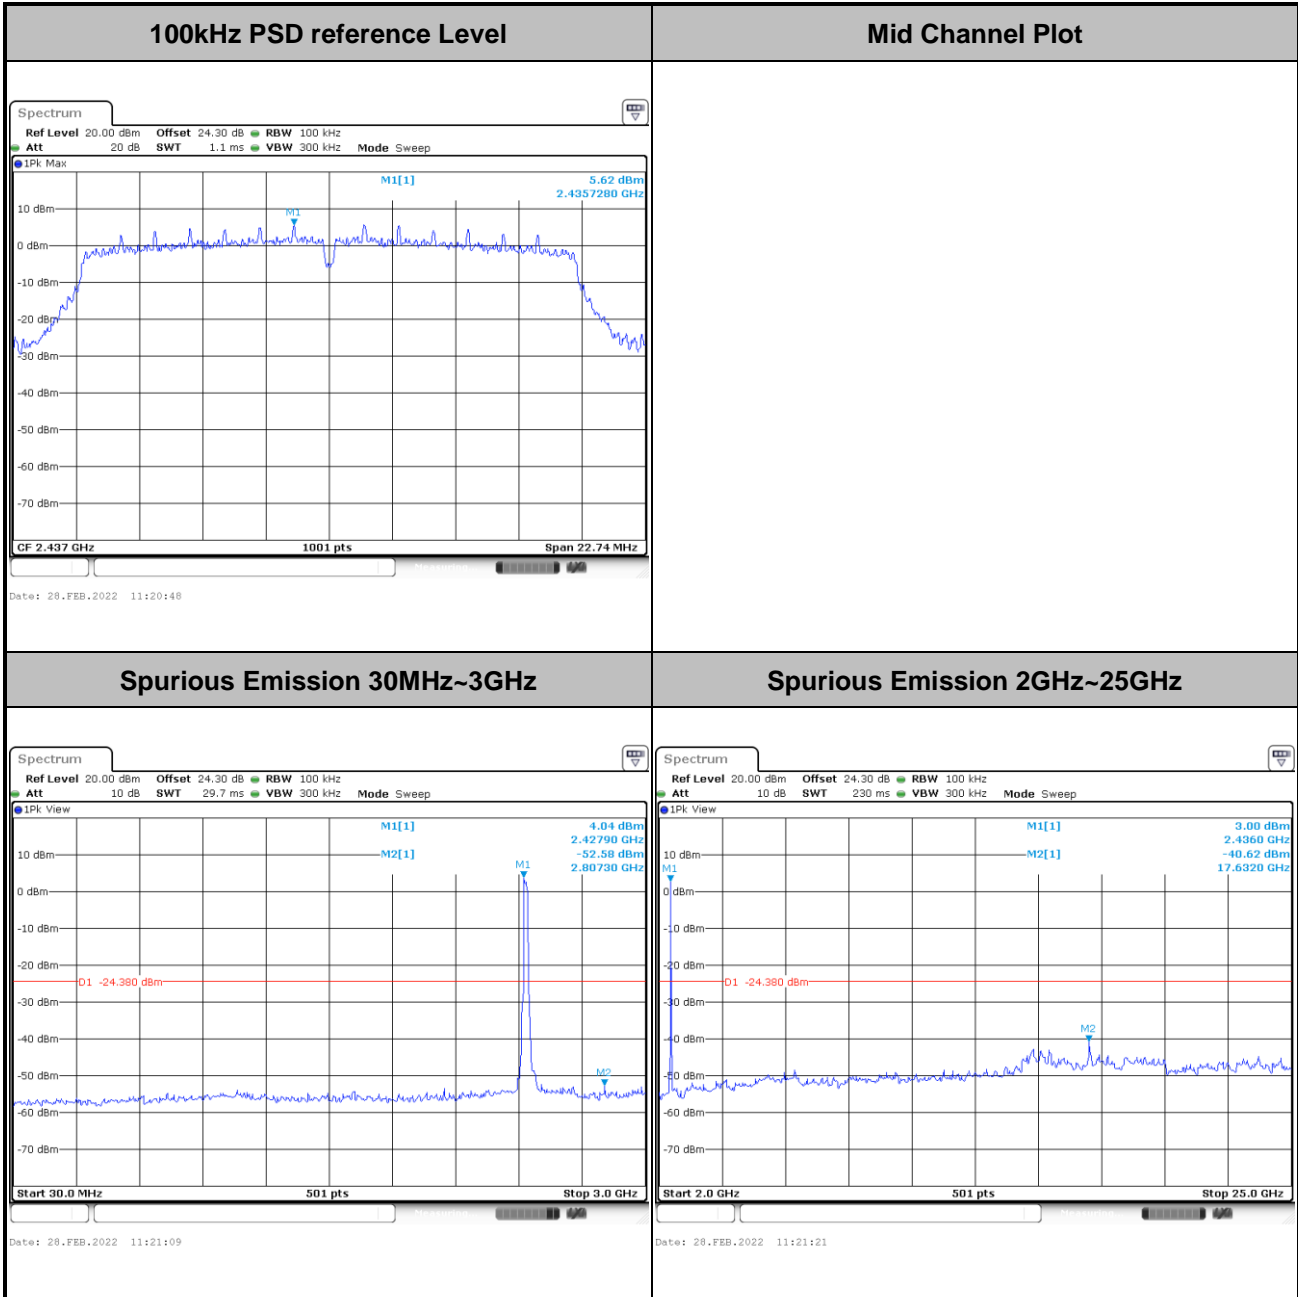 100kHz PSD reference Level
Mid Channel Plot
Spectrum
Ref Level 20.00 dBm Offset 24.30 dB RBW 100 kHz
Att 20 dB SWT 1.1 ms VBW 300 kHz Mode Sweep
1Pk Max
M1[1] 5.62 dBm
2.4357280 GHz
M1
10 dBm
0 dBm
-10 dBm
-20 dBm
-30 dBm
-40 dBm
-50 dBm
-60 dBm
-70 dBm
CF 2.437 GHz 1001 pts Span 22.74 MHz
Measuring...
Date: 28.FEB.2022 11:20:48
Spurious Emission 30MHz~3GHz
Spurious Emission 2GHz~25GHz
Spectrum
Ref Level 20.00 dBm Offset 24.30 dB RBW 100 kHz
Att 10 dB SWT 29.7 ms VBW 300 kHz Mode Sweep
1Pk View
M1[1] 4.04 dBm
2.42790 GHz
M2[1] -52.58 dBm
2.80730 GHz
M1
10 dBm
0 dBm
-10 dBm
-20 dBm
D1 -24.380 dBm
-30 dBm
-40 dBm
-50 dBm
M2
-60 dBm
-70 dBm
Start 30.0 MHz 501 pts Stop 3.0 GHz
Measuring...
Date: 28.FEB.2022 11:21:09
Spectrum
Ref Level 20.00 dBm Offset 24.30 dB RBW 100 kHz
Att 10 dB SWT 230 ms VBW 300 kHz Mode Sweep
1Pk View
M1[1] 3.00 dBm
2.4360 GHz
M2[1] -40.62 dBm
17.6320 GHz
10 dBm
M1
0 dBm
-10 dBm
-20 dBm
D1 -24.380 dBm
-30 dBm
M2
-40 dBm
-50 dBm
-60 dBm
-70 dBm
Start 2.0 GHz 501 pts Stop 25.0 GHz
Measuring...
Date: 28.FEB.2022 11:21:21